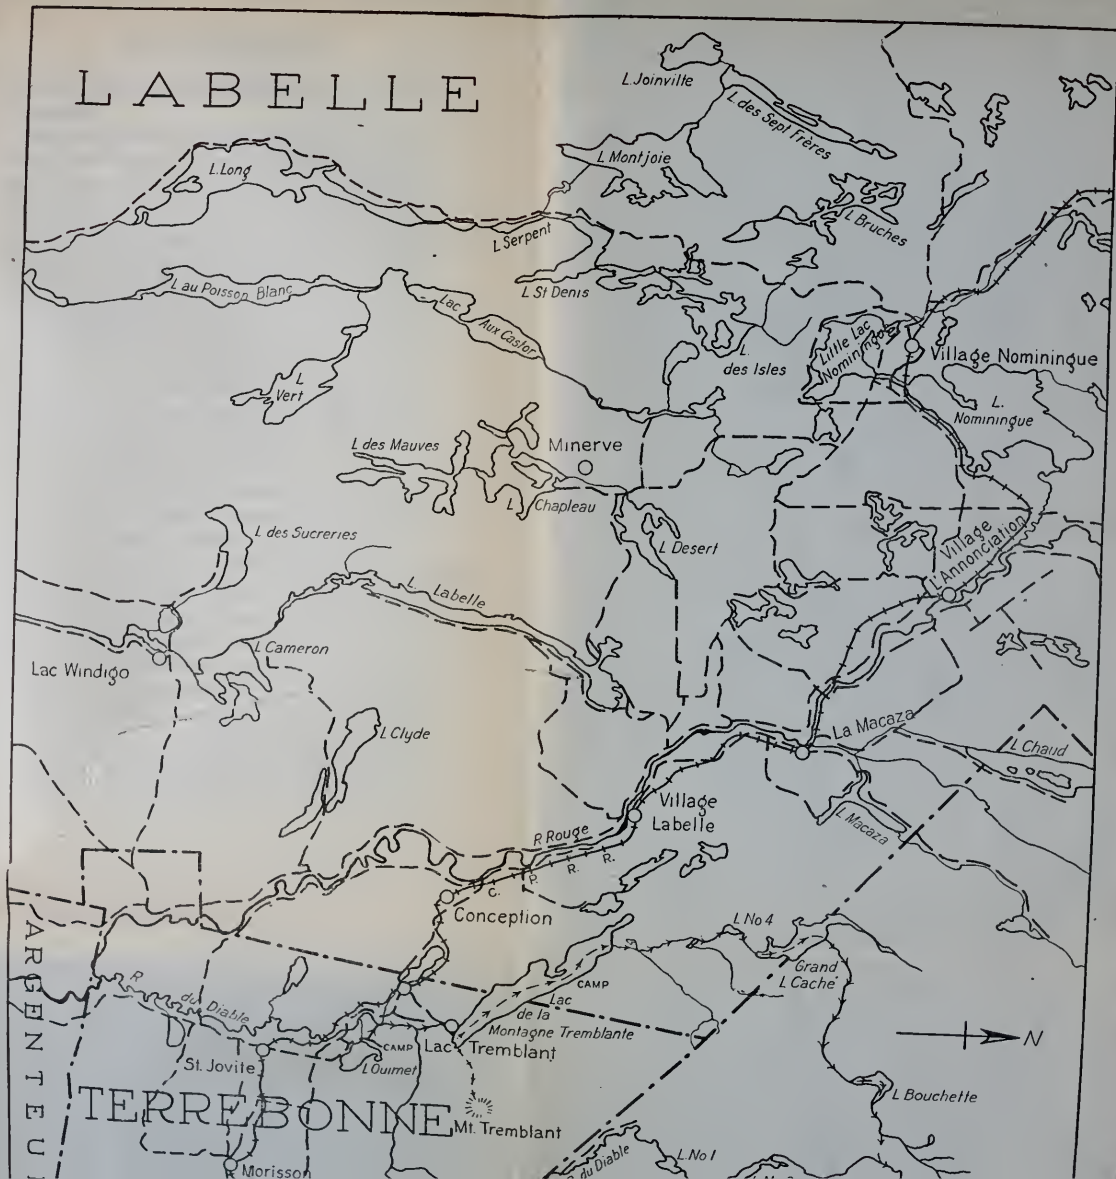 LABELLE
L. Joinville
L. des Sept Frères
L Montjoie
L. Long
L Bruches
L Serpent
L au Poisson Blanc
L St Denis
Lac
Aux Castor
L.
des Isles
Little Lac
Nominingue
Village Nominingue
L
Vert
L.
Nominingue
L des Mauves
Minerve
L Chapleau
L des Sucreries
L Desert
Village
L'Annonciation
L Labelle
L Cameron
Lac Windigo
L Clyde
La Macaza
L Chaud
Village
Labelle
L Macaza
R Rouge
C. P. R. R.
Conception
L No 4
Grand
L Caché
R
du Diable
CAMP
Lac
de la
Montagne Tremblante
N
CAMP
Lac Tremblant
St. Jovite
L Ouimet
L Bouchette
TERREBONNE
Mt. Tremblant
ARGENTEUI
Morisson
du Diable
L. No 1